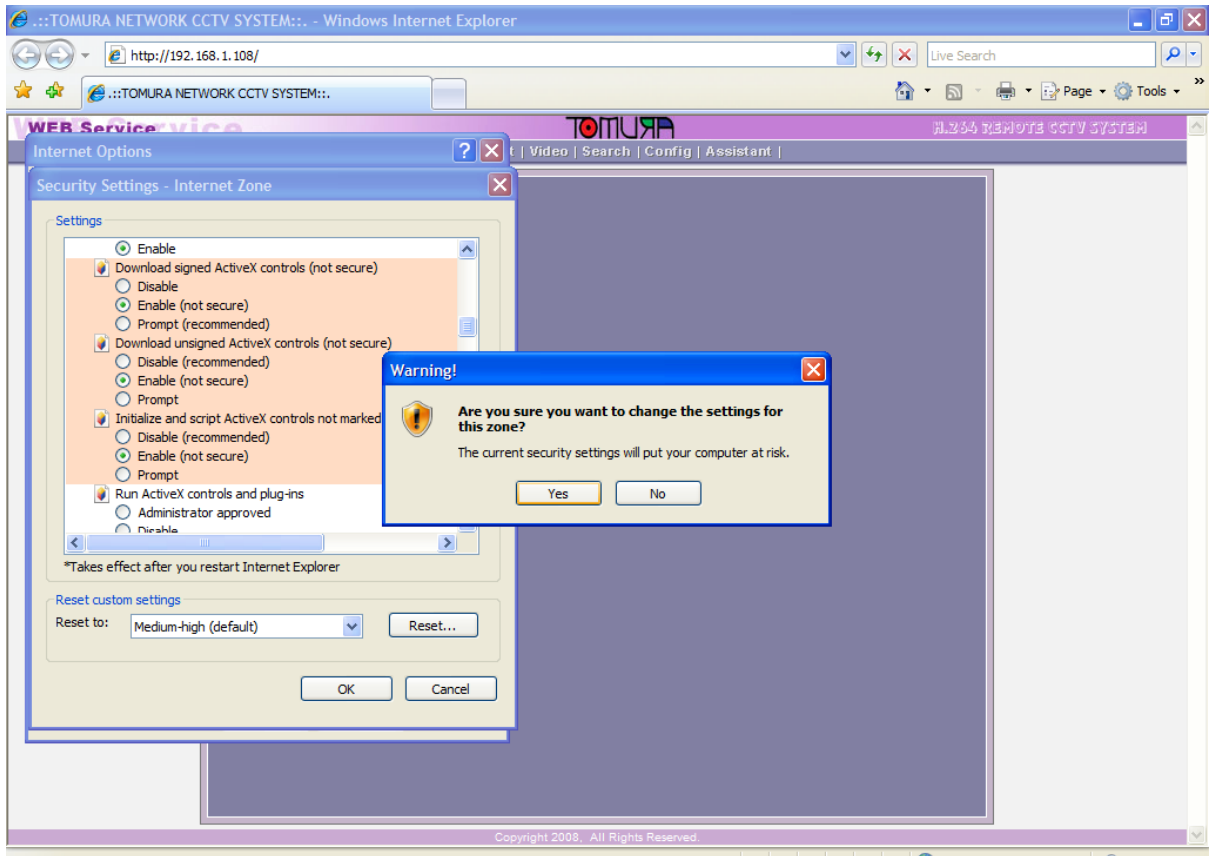 .::TOMURA NETWORK CCTV SYSTEM::. - Windows Internet Explorer
http://192.168.1.108/
Live Search
.::TOMURA NETWORK CCTV SYSTEM::.
Page
Tools
»
WEB Service
TOMURA
H.264 REMOTE CCTV SYSTEM
Internet Options
| Video | Search | Config | Assistant |
Security Settings - Internet Zone
Settings
Enable
Download signed ActiveX controls (not secure)
Disable
Enable (not secure)
Prompt (recommended)
Download unsigned ActiveX controls (not secure)
Disable (recommended)
Enable (not secure)
Prompt
Initialize and script ActiveX controls not marked
Disable (recommended)
Enable (not secure)
Prompt
Run ActiveX controls and plug-ins
Administrator approved
Disable
*Takes effect after you restart Internet Explorer
Reset custom settings
Reset to:
Medium-high (default)
Reset...
OK
Cancel
Warning!
Are you sure you want to change the settings for
this zone?
The current security settings will put your computer at risk.
Yes
No
Copyright 2008, All Rights Reserved.